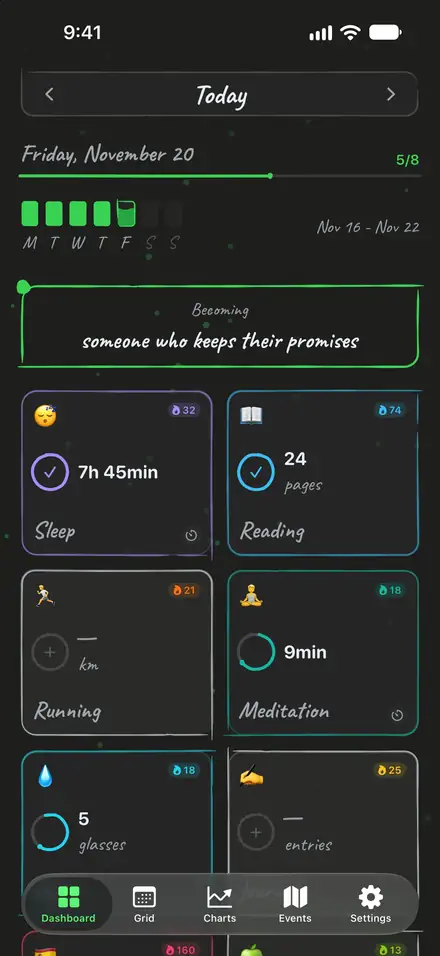 9:41
Today
Friday, November 20
5/8
M T W T F S S
Nov 16 - Nov 22
Becoming
someone who keeps their promises
32
7h 45min
Sleep
74
24
pages
Reading
21
km
Running
18
9min
Meditation
18
5
glasses
25
entries
Dashboard
Grid
Charts
Events
Settings
160
13